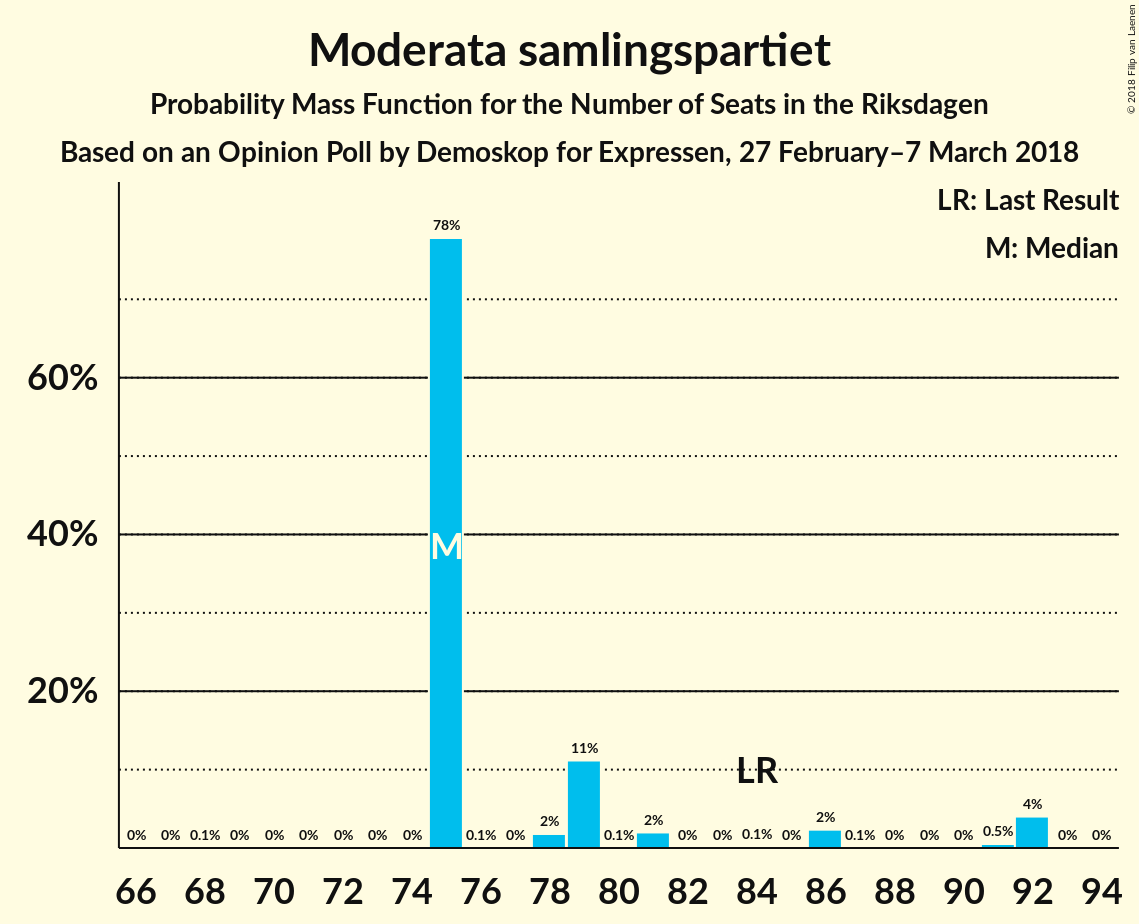 Moderata samlingspartiet
Probability Mass Function for the Number of Seats in the Riksdagen
Based on an Opinion Poll by Demoskop for Expressen, 27 February–7 March 2018
© 2018 Filip van Laenen
LR: Last Result
M: Median
78%
60%
40%
M
20%
11%
LR
4%
2% 2% 2%
0% 0% 0.1% 0% 0% 0% 0% 0% 0% 0.1% 0% 0.1% 0% 0% 0.1% 0% 0.1% 0% 0% 0% 0.5% 0% 0%
66 68 70 72 74 76 78 80 82 84 86 88 90 92 94